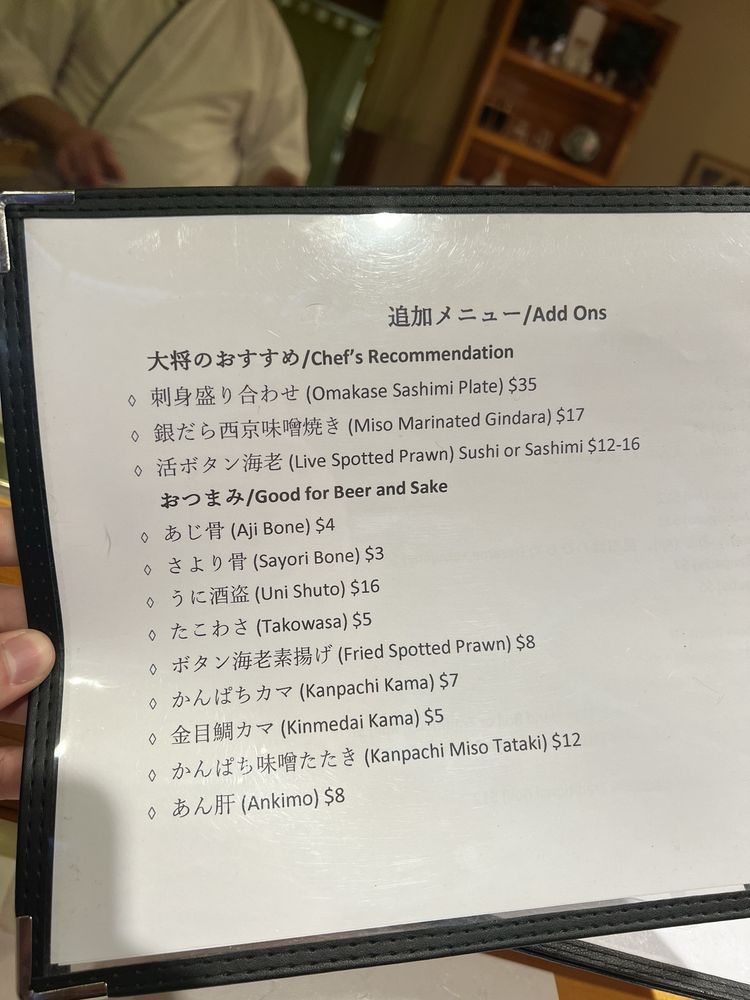 追加メニュー/Add Ons
大将のおすすめ/Chef's Recommendation
◊ 刺身盛り合わせ (Omakase Sashimi Plate) $35
◊ 銀だら西京味噌焼き (Miso Marinated Gindara) $17
◊ 活ボタン海老 (Live Spotted Prawn) Sushi or Sashimi $12-16
おつまみ/Good for Beer and Sake
◊ あじ骨 (Aji Bone) $4
◊ さより骨 (Sayori Bone) $3
◊ うに酒盗 (Uni Shuto) $16
◊ たこわさ (Takowasa) $5
◊ ボタン海老素揚げ (Fried Spotted Prawn) $8
◊ かんぱちカマ (Kanpachi Kama) $7
◊ 金目鯛カマ (Kinmedai Kama) $5
◊ かんぱち味噌たたき (Kanpachi Miso Tataki) $12
◊ あん肝 (Ankimo) $8